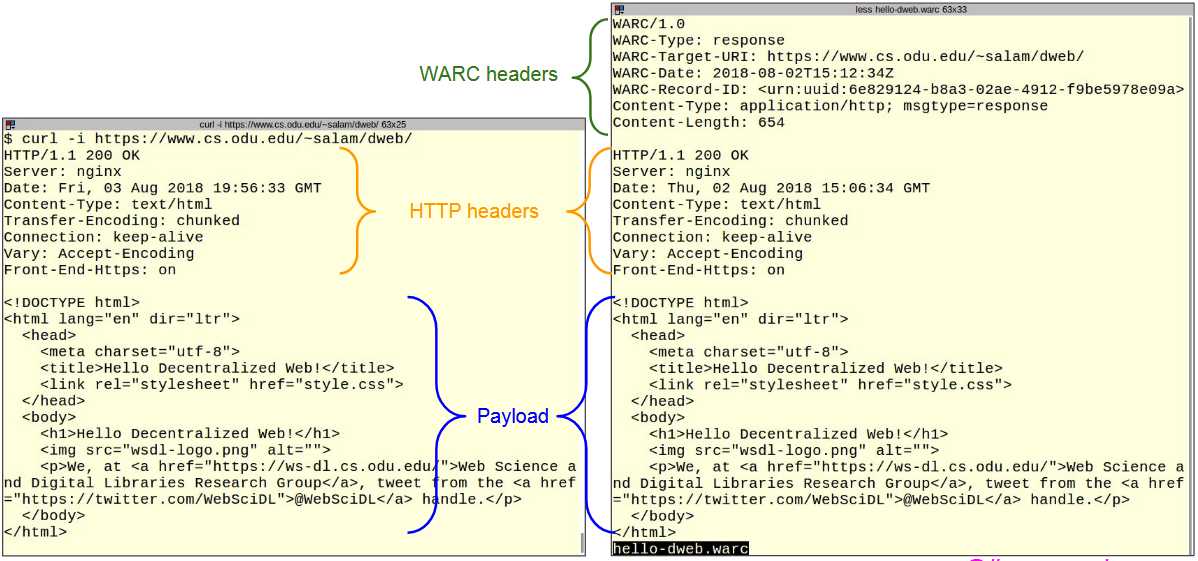 curl -i https://www.cs.odu.edu/~salam/dweb/ 63x25
$ curl -i https://www.cs.odu.edu/~salam/dweb/
HTTP/1.1 200 OK
Server: nginx
Date: Fri, 03 Aug 2018 19:56:33 GMT
Content-Type: text/html
Transfer-Encoding: chunked
Connection: keep-alive
Vary: Accept-Encoding
Front-End-Https: on
<!DOCTYPE html>
<html lang="en" dir="ltr">
<head>
<meta charset="utf-8">
<title>Hello Decentralized Web!</title>
<link rel="stylesheet" href="style.css">
</head>
<body>
<h1>Hello Decentralized Web!</h1>
<img src="wsdl-logo.png" alt="">
<p>We, at <a href="https://ws-dl.cs.odu.edu/">Web Science a
nd Digital Libraries Research Group</a>, tweet from the <a href
="https://twitter.com/WebSciDL">@WebSciDL</a> handle.</p>
</body>
</html>
WARC headers
HTTP headers
Payload
less hello-dweb.warc 63x33
WARC/1.0
WARC-Type: response
WARC-Target-URI: https://www.cs.odu.edu/~salam/dweb/
WARC-Date: 2018-08-02T15:12:34Z
WARC-Record-ID: <urn:uuid:6e829124-b8a3-02ae-4912-f9be5978e09a>
Content-Type: application/http; msgtype=response
Content-Length: 654
HTTP/1.1 200 OK
Server: nginx
Date: Thu, 02 Aug 2018 15:06:34 GMT
Content-Type: text/html
Transfer-Encoding: chunked
Connection: keep-alive
Vary: Accept-Encoding
Front-End-Https: on
<!DOCTYPE html>
<html lang="en" dir="ltr">
<head>
<meta charset="utf-8">
<title>Hello Decentralized Web!</title>
<link rel="stylesheet" href="style.css">
</head>
<body>
<h1>Hello Decentralized Web!</h1>
<img src="wsdl-logo.png" alt="">
<p>We, at <a href="https://ws-dl.cs.odu.edu/">Web Science a
nd Digital Libraries Research Group</a>, tweet from the <a href
="https://twitter.com/WebSciDL">@WebSciDL</a> handle.</p>
</body>
</html>
hello-dweb.warc